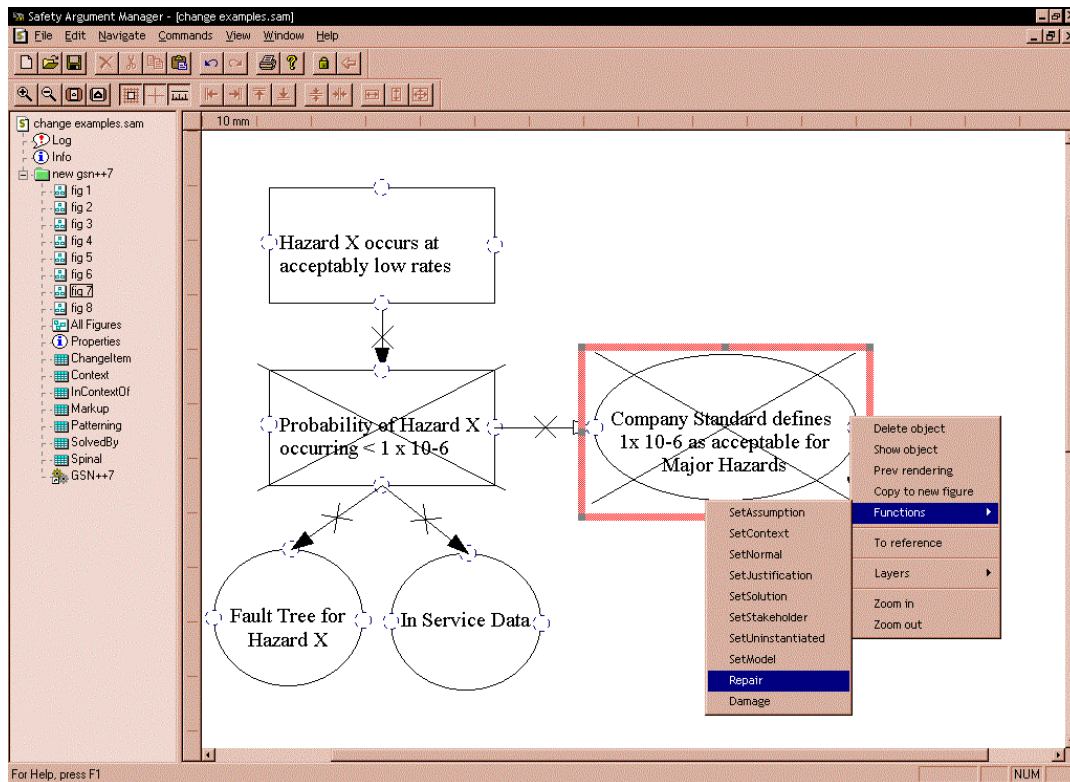 Safety Argument Manager - [change examples.sam]
File Edit Navigate Commands View Window Help
change examples.sam
Log
Info
new gsn++7
fig 1
fig 2
fig 3
fig 4
fig 5
fig 6
fig 7
fig 8
All Figures
Properties
ChangeItem
Context
InContextOf
Markup
Patterning
SolvedBy
Spinal
GSN++7
10 mm
Hazard X occurs at
acceptably low rates
Probability of Hazard X
occurring < 1 x 10-6
Company Standard defines
1x 10-6 as acceptable for
Major Hazards
Fault Tree for
Hazard X
In Service Data
Delete object
Show object
Prev rendering
Copy to new figure
Functions
To reference
Layers
Zoom in
Zoom out
SetAssumption
SetContext
SetNormal
SetJustification
SetSolution
SetStakeholder
SetUninstantiated
SetModel
Repair
Damage
For Help, press F1
NUM